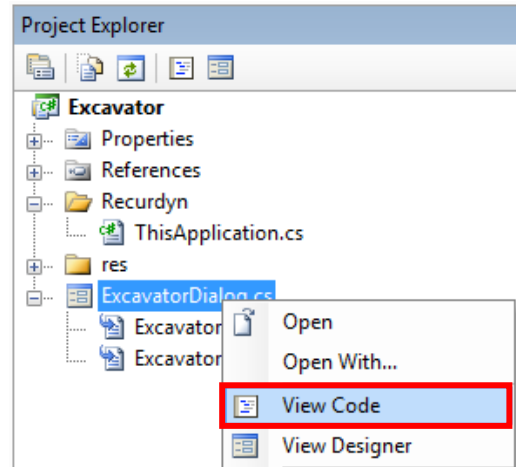 Project Explorer
Excavator
Properties
References
Recurdyn
ThisApplication.cs
res
ExcavatorDialog.cs
Excavator
Excavator
Open
Open With...
View Code
View Designer